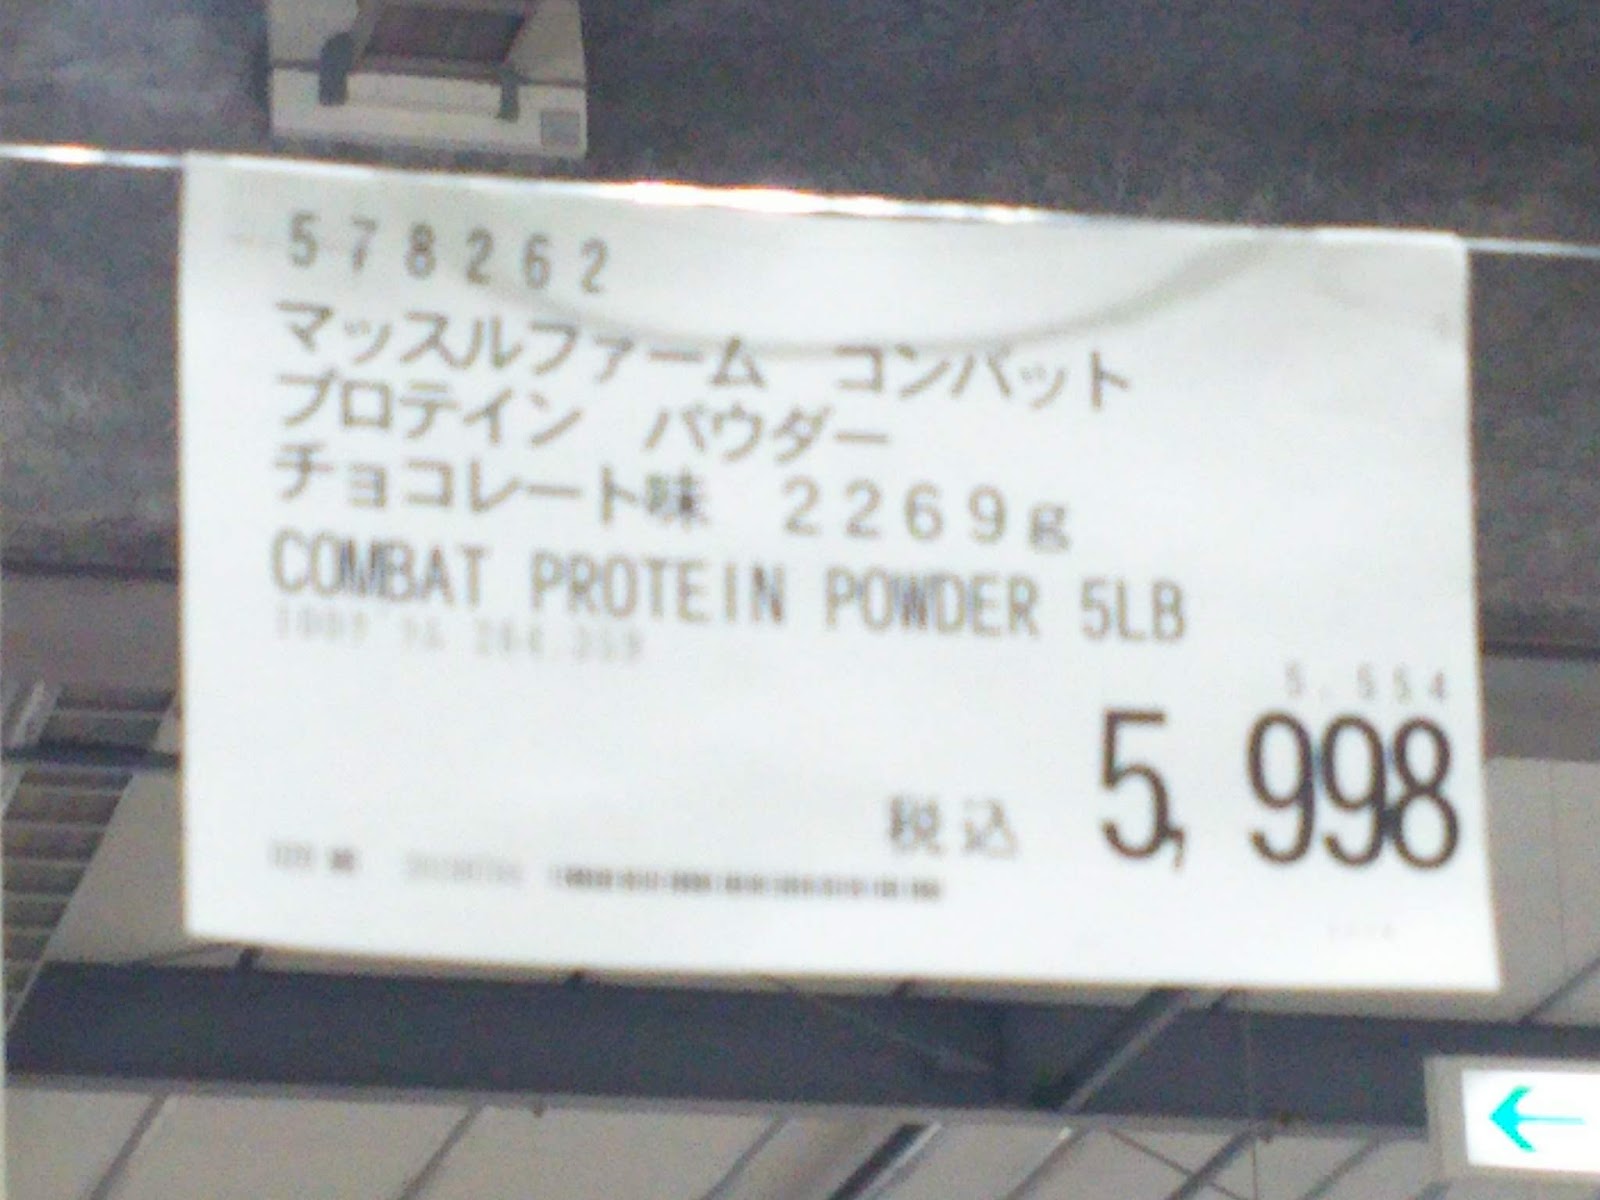 578262
マッスルファーム　コンバット
プロテイン　パウダー
チョコレート味　2269g
COMBAT PROTEIN POWDER 5LB
5,554
税込 5,998